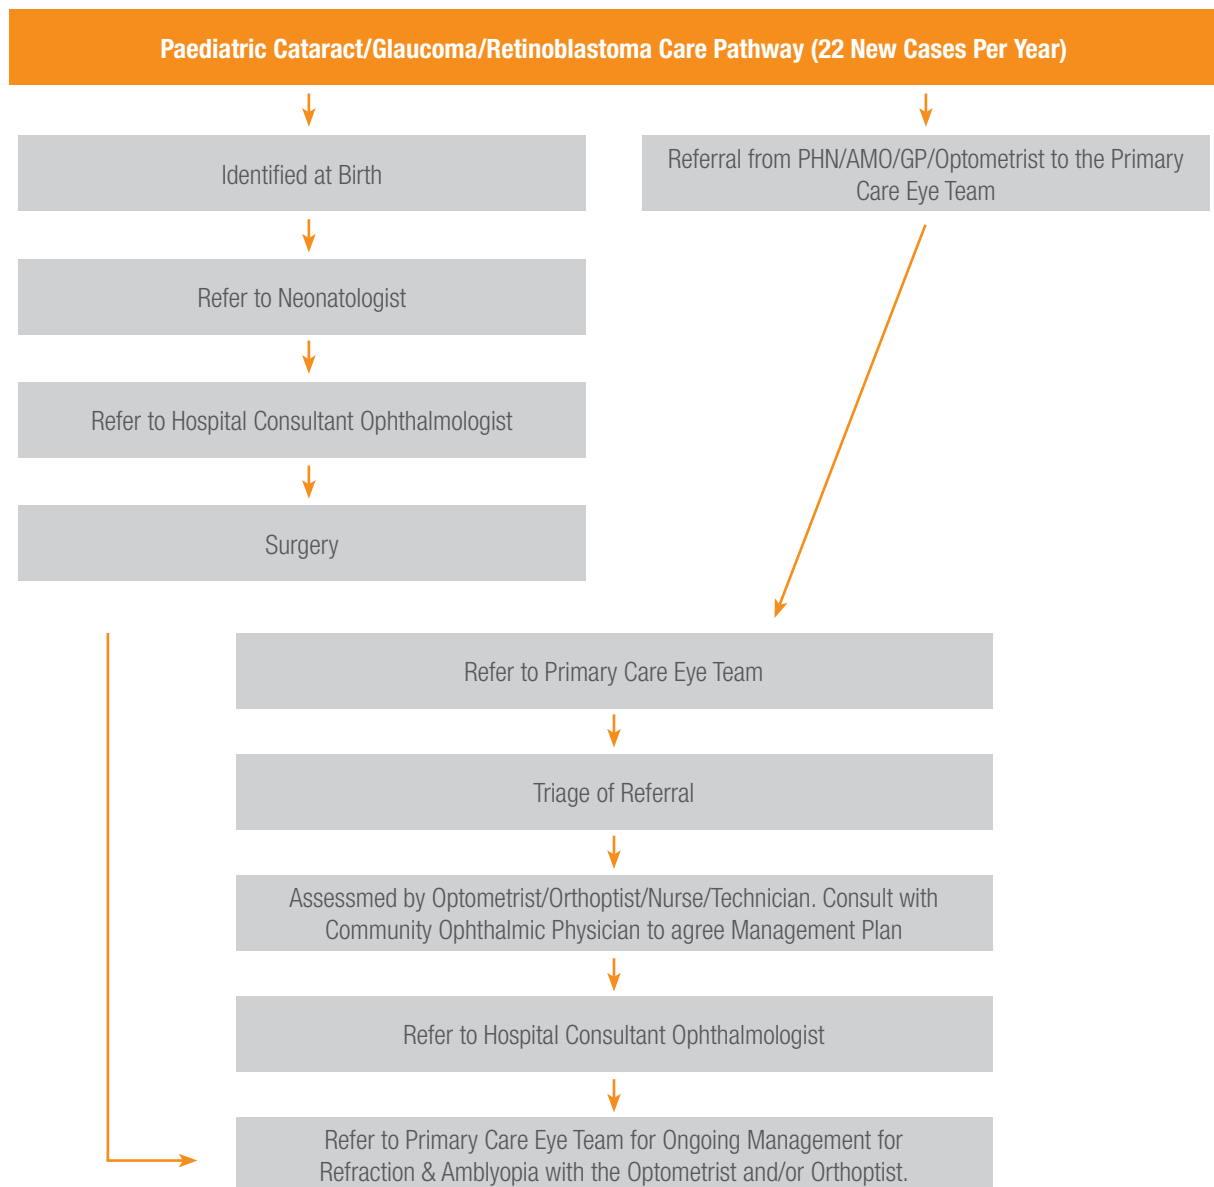 Paediatric Cataract/Glaucoma/Retinoblastoma Care Pathway (22 New Cases Per Year)
Identified at Birth
Referral from PHN/AMO/GP/Optometrist to the Primary
Care Eye Team
Refer to Neonatologist
Refer to Hospital Consultant Ophthalmologist
Surgery
Refer to Primary Care Eye Team
Triage of Referral
Assessmed by Optometrist/Orthoptist/Nurse/Technician. Consult with
Community Ophthalmic Physician to agree Management Plan
Refer to Hospital Consultant Ophthalmologist
Refer to Primary Care Eye Team for Ongoing Management for
Refraction & Amblyopia with the Optometrist and/or Orthoptist.